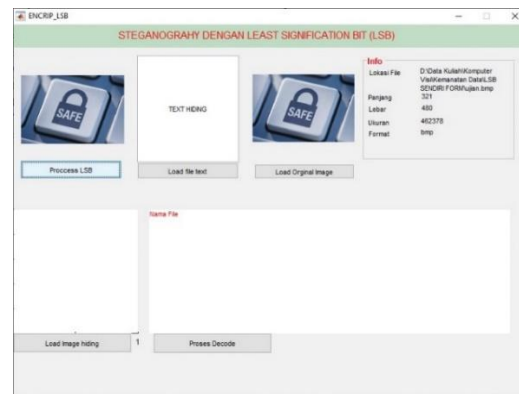 ENCRIP_LSB
STEGANOGRAHY DENGAN LEAST SIGNIFICATION BIT (LSB)
SAFE
TEXT HIDING
SAFE
Info
Lokasi File
D:\Data Kuliah\Komputer
Visi\Kemanatan Data\LSB
SENDIRI FORM\ujian.bmp
Panjang 321
Lebar 480
Ukuran 462378
Format bmp
Proccess LSB
Load file text
Load Orginal Image
Nama File
Load Image hiding
1
Proses Decode